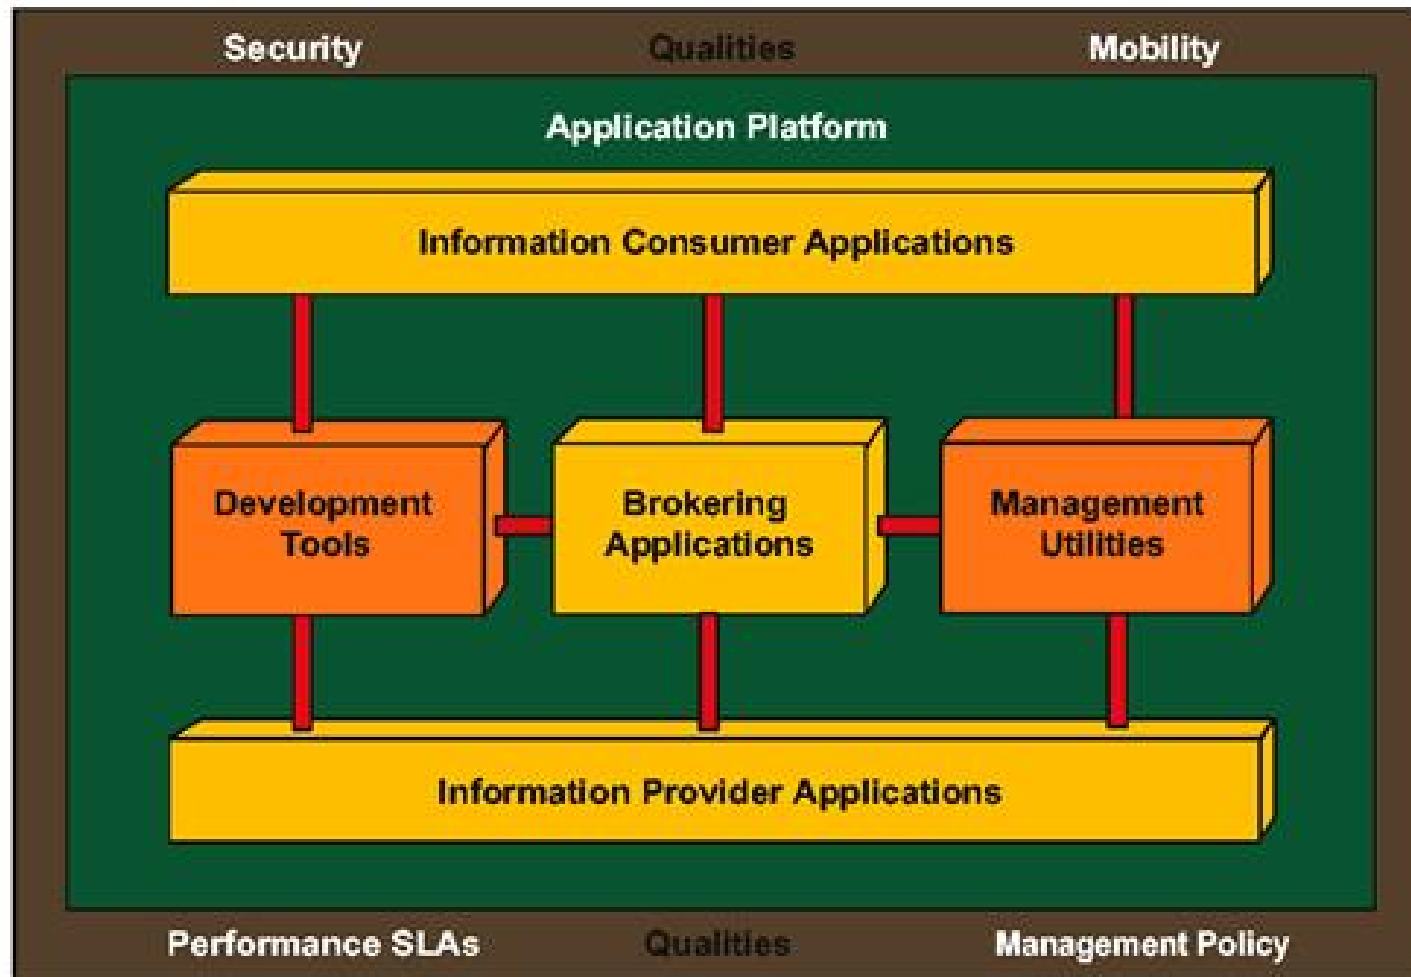 Security Qualities Mobility
Application Platform
Information Consumer Applications
Development
Tools
Brokering
Applications
Management
Utilities
Information Provider Applications
Performance SLAs Qualities Management Policy